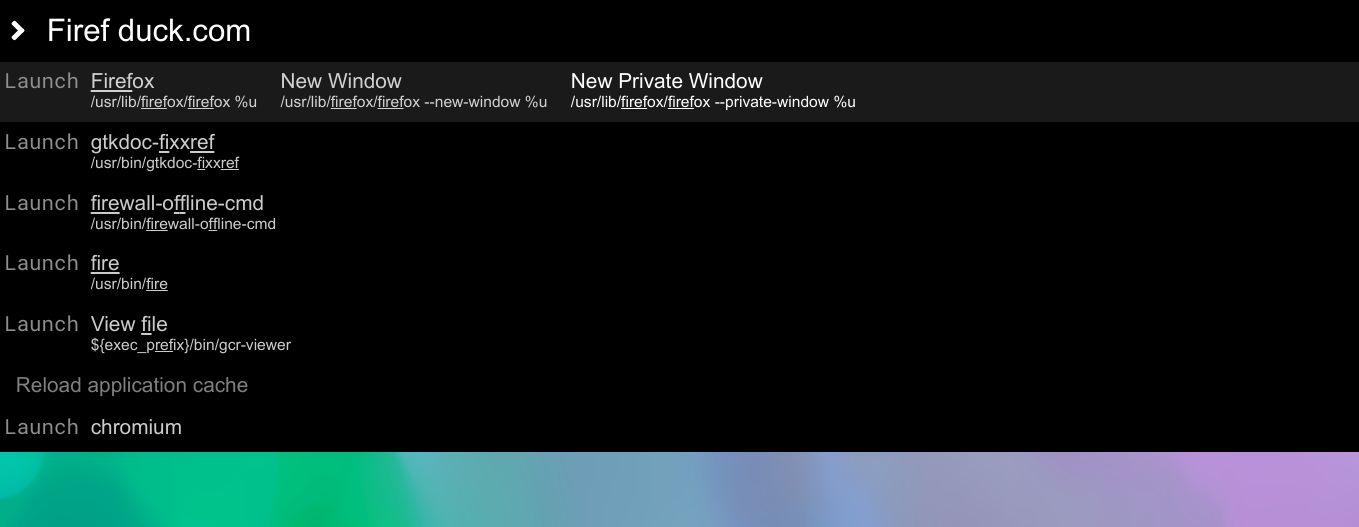 Firef duck.com
Launch Firefox New Window New Private Window
/usr/lib/firefox/firefox %u /usr/lib/firefox/firefox --new-window %u /usr/lib/firefox/firefox --private-window %u
Launch gtkdoc-fixxref
/usr/bin/gtkdoc-fixxref
Launch firewall-offline-cmd
/usr/bin/firewall-offline-cmd
Launch fire
/usr/bin/fire
Launch View file
${exec_prefix}/bin/gcr-viewer
Reload application cache
Launch chromium